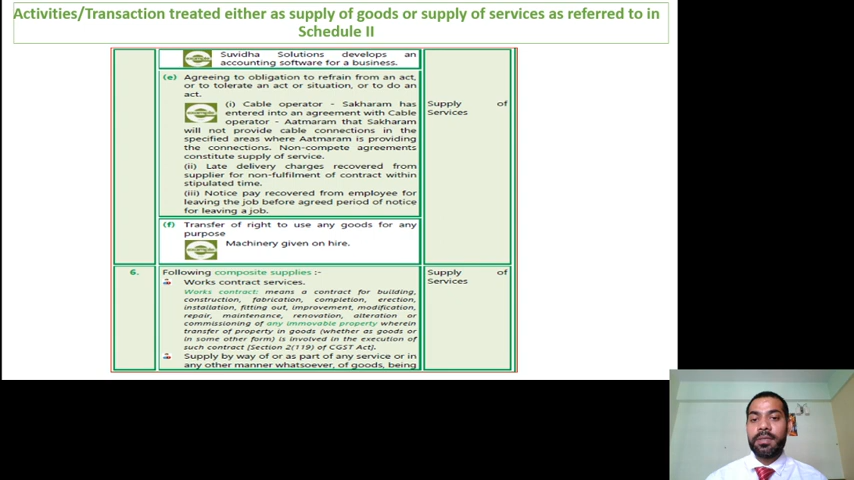 Activities/Transaction treated either as supply of goods or supply of services as referred to in
Schedule II
Suvidha Solutions develops an
accounting software for a business.
(e) Agreeing to obligation to refrain from an act,
or to tolerate an act or situation, or to do an
act.
(i) Cable operator - Sakharam has
entered into an agreement with Cable
operator - Aatmaram that Sakharam
will not provide cable connections in the
specified areas where Aatmaram is providing
the connections. Non-compete agreements
constitute supply of service.
(ii) Late delivery charges recovered from
supplier for non-fulfilment of contract within
stipulated time.
(iii) Notice pay recovered from employee for
leaving the job before agreed period of notice
for leaving a job.
Supply of
Services
(f) Transfer of right to use any goods for any
purpose
Machinery given on hire.
6. Following composite supplies :-
Works contract services.
Works contract: means a contract for building,
construction, fabrication, completion, erection,
installation, fitting out, improvement, modification,
repair, maintenance, renovation, alteration or
commissioning of any immovable property wherein
transfer of property in goods (whether as goods or
in some other form) is involved in the execution of
such contract [Section 2(119) of CGST Act].
Supply by way of or as part of any service or in
any other manner whatsoever, of goods, being
Supply of
Services